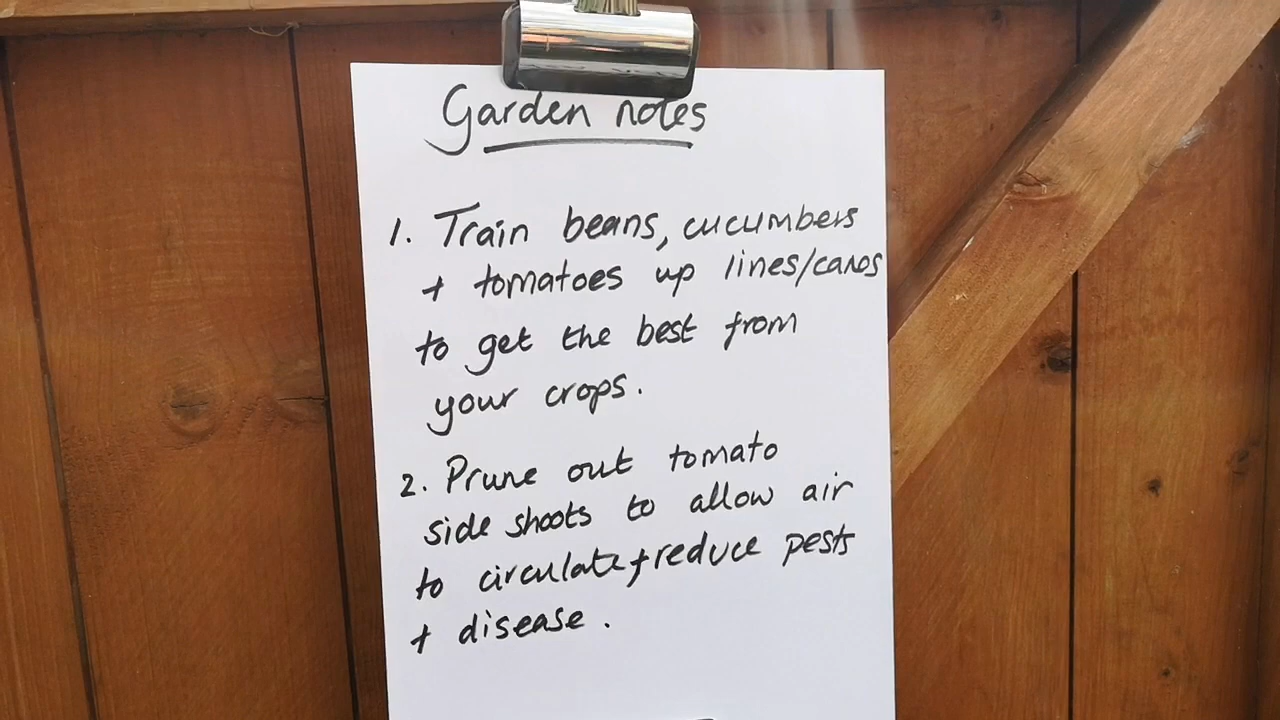 Garden notes
1. Train beans, cucumbers
+ tomatoes up lines/canes
to get the best from
your crops.
2. Prune out tomato
side shoots to allow air
to circulate + reduce pests
+ disease.